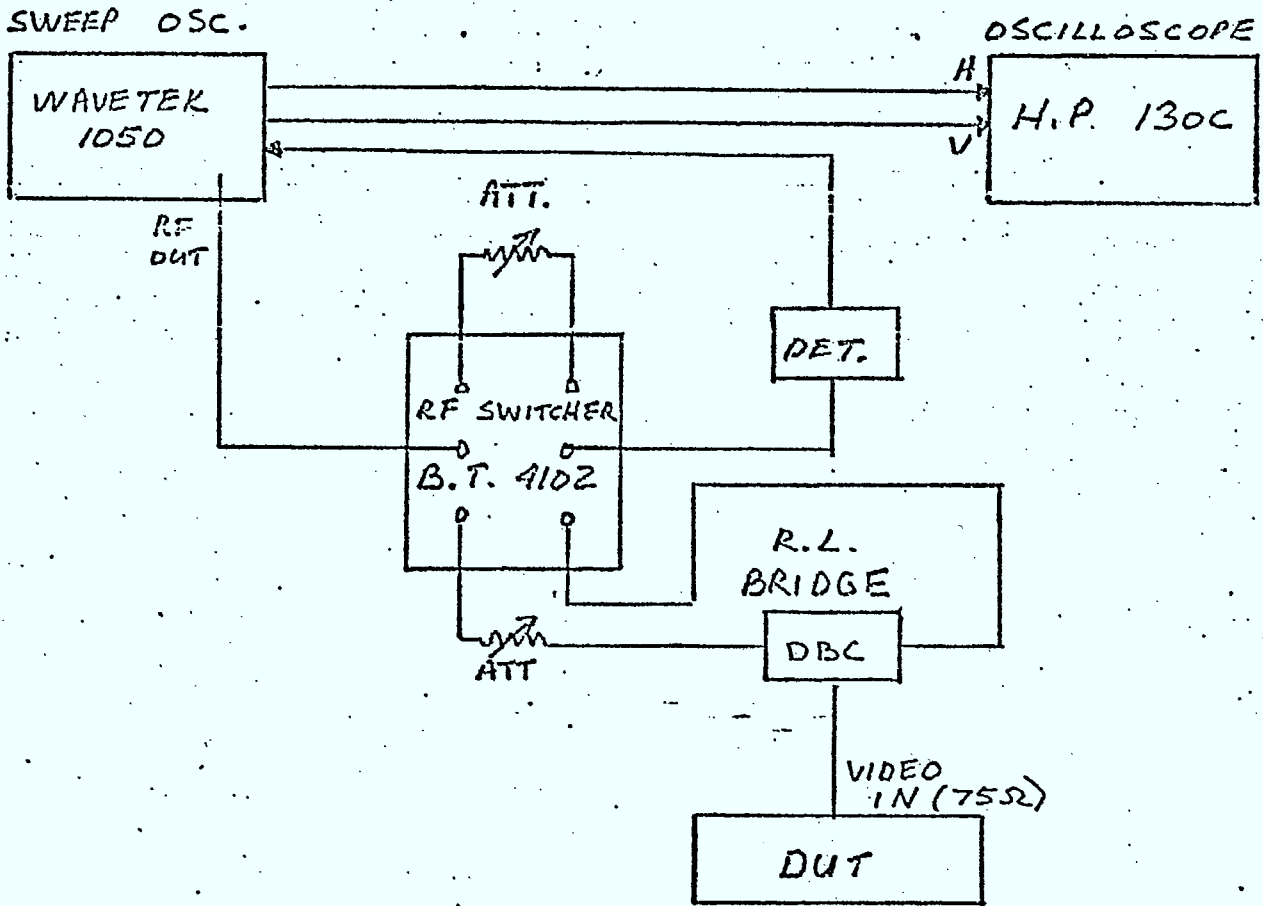 SWEEP OSC.
OSCILLOSCOPE
WAVETEK
1050
H
V
H.P. 130C
RF
OUT
ATT.
DET.
RF SWITCHER
B.T. 4102
R.L.
BRIDGE
DBC
ATT
VIDEO
IN (75Ω)
DUT